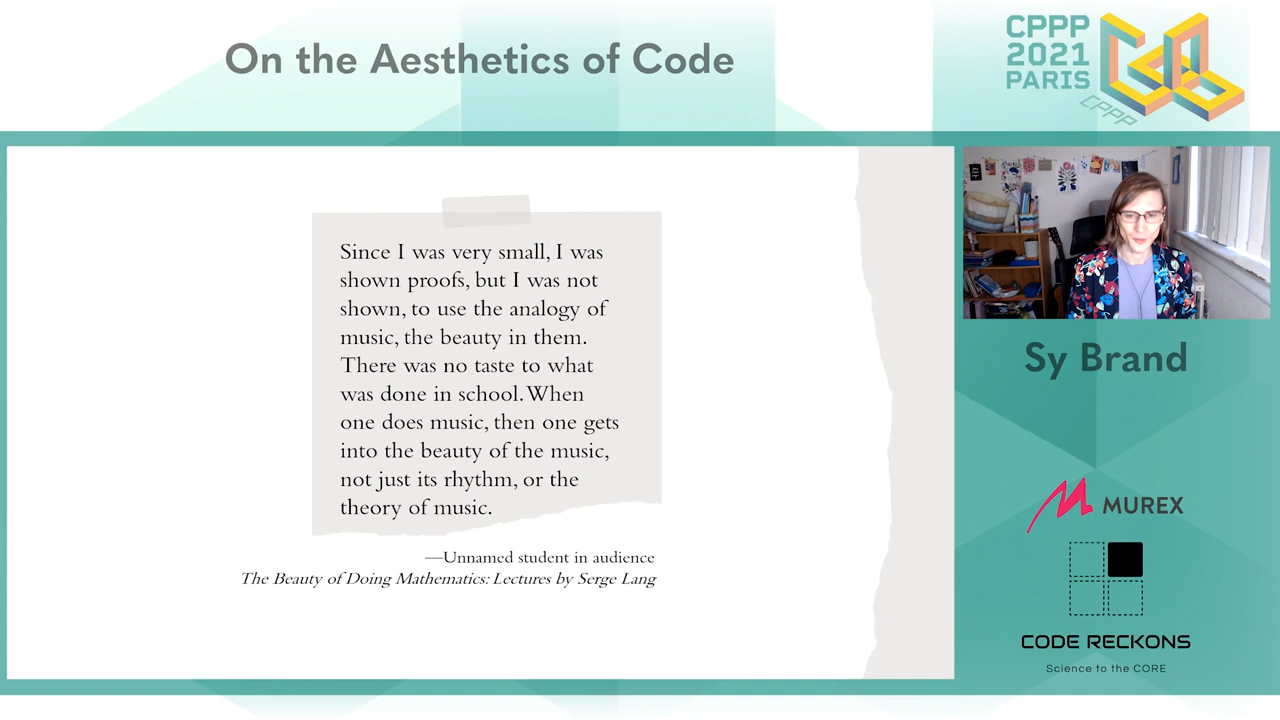 On the Aesthetics of Code
CPPP
2021
PARIS
CPPP
Since I was very small, I was
shown proofs, but I was not
shown, to use the analogy of
music, the beauty in them.
There was no taste to what
was done in school. When
one does music, then one gets
into the beauty of the music,
not just its rhythm, or the
theory of music.
—Unnamed student in audience
The Beauty of Doing Mathematics: Lectures by Serge Lang
Sy Brand
MUREX
CODE RECKONS
Science to the CORE